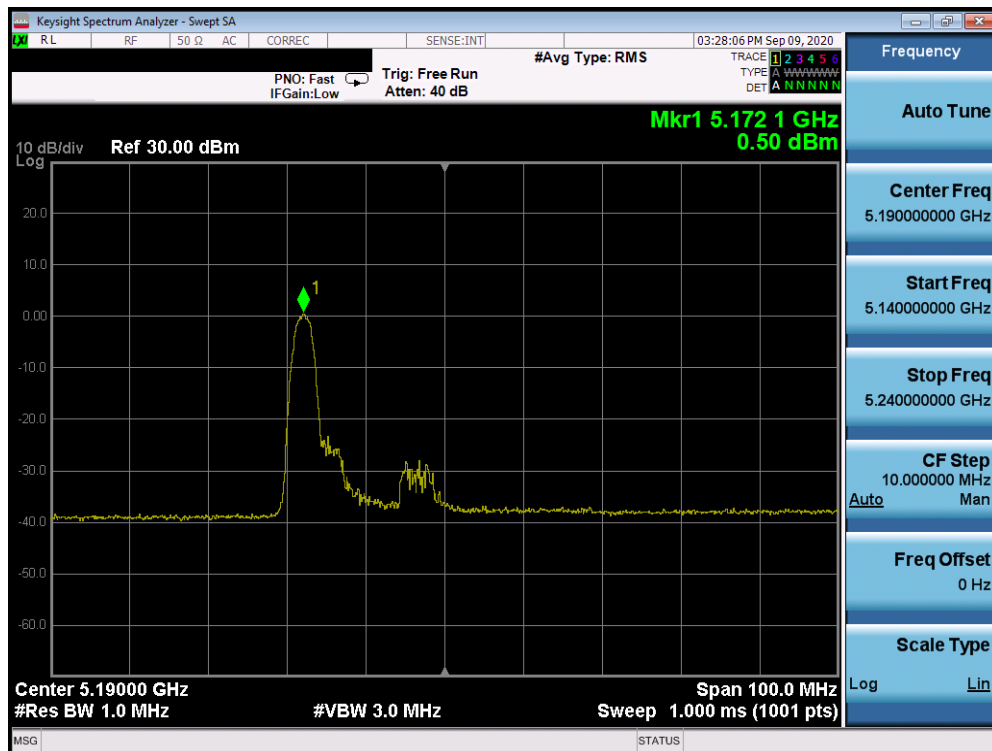 Keysight Spectrum Analyzer - Swept SA
LXI RL RF 50 Ω AC CORREC SENSE:INT 03:28:06 PM Sep 09, 2020
PNO: Fast
IFGain:Low
Trig: Free Run
Atten: 40 dB
#Avg Type: RMS
TRACE 1 2 3 4 5 6
TYPE A WWWWW
DET A N N N N N
Mkr1 5.172 1 GHz
0.50 dBm
10 dB/div Ref 30.00 dBm
Log
20.0
10.0
1
0.00
-10.0
-20.0
-30.0
-40.0
-50.0
-60.0
Center 5.19000 GHz Span 100.0 MHz
#Res BW 1.0 MHz #VBW 3.0 MHz Sweep 1.000 ms (1001 pts)
MSG STATUS
Frequency
Auto Tune
Center Freq
5.190000000 GHz
Start Freq
5.140000000 GHz
Stop Freq
5.240000000 GHz
CF Step
10.000000 MHz
Auto Man
Freq Offset
0 Hz
Scale Type
Log Lin